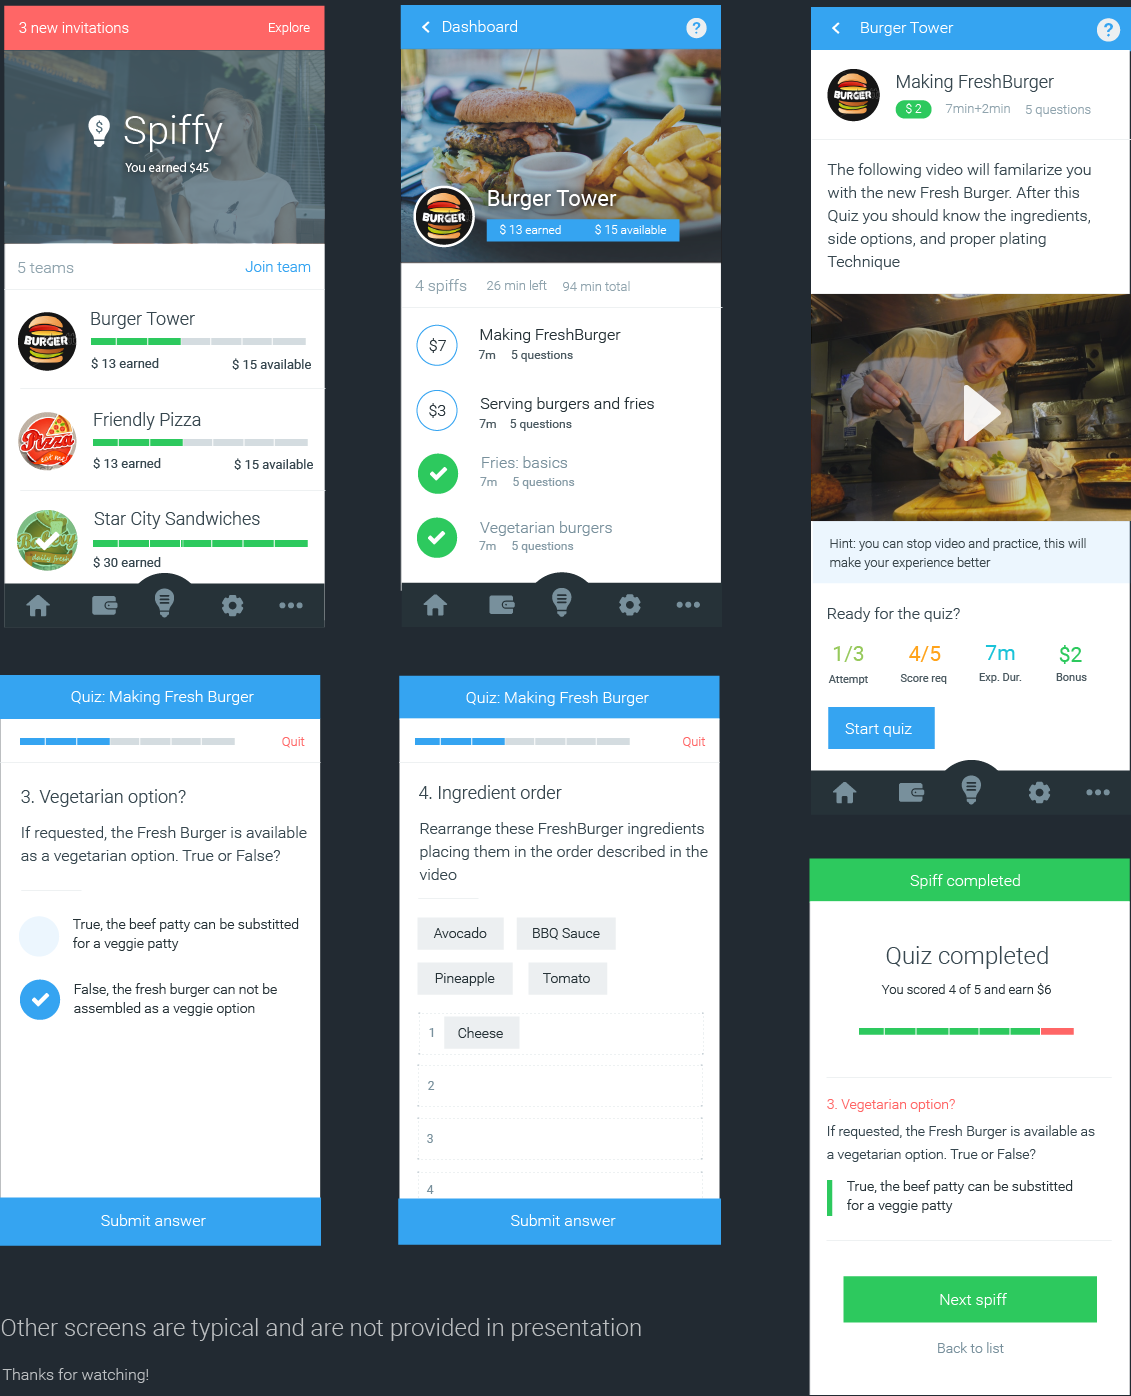 3 new invitations
Explore
Spiffy
You earned $45
5 teams
Join team
BURGER
Burger Tower
$ 13 earned
$ 15 available
Pizza
eat me!
Friendly Pizza
$ 13 earned
$ 15 available
Star City Sandwiches
$ 30 earned
Dashboard
?
BURGER
Burger Tower
$ 13 earned
$ 15 available
4 spiffs
26 min left
94 min total
$7
Making FreshBurger
7m 5 questions
$3
Serving burgers and fries
7m 5 questions
Fries: basics
7m 5 questions
Vegetarian burgers
7m 5 questions
Burger Tower
?
BURGER
Making FreshBurger
$ 2
7min+2min
5 questions
The following video will familarize you
with the new Fresh Burger. After this
Quiz you should know the ingredients,
side options, and proper plating
Technique
Hint: you can stop video and practice, this will
make your experience better
Ready for the quiz?
1/3
4/5
7m
$2
Attempt
Score req
Exp. Dur.
Bonus
Start quiz
Quiz: Making Fresh Burger
Quit
3. Vegetarian option?
If requested, the Fresh Burger is available
as a vegetarian option. True or False?
True, the beef patty can be substitted
for a veggie patty
False, the fresh burger can not be
assembled as a veggie option
Submit answer
Quiz: Making Fresh Burger
Quit
4. Ingredient order
Rearrange these FreshBurger ingredients
placing them in the order described in the
video
Avocado
BBQ Sauce
Pineapple
Tomato
1
Cheese
2
3
4
Submit answer
Spiff completed
Quiz completed
You scored 4 of 5 and earn $6
3. Vegetarian option?
If requested, the Fresh Burger is available as
a vegetarian option. True or False?
True, the beef patty can be substitted
for a veggie patty
Next spiff
Back to list
Other screens are typical and are not provided in presentation
Thanks for watching!